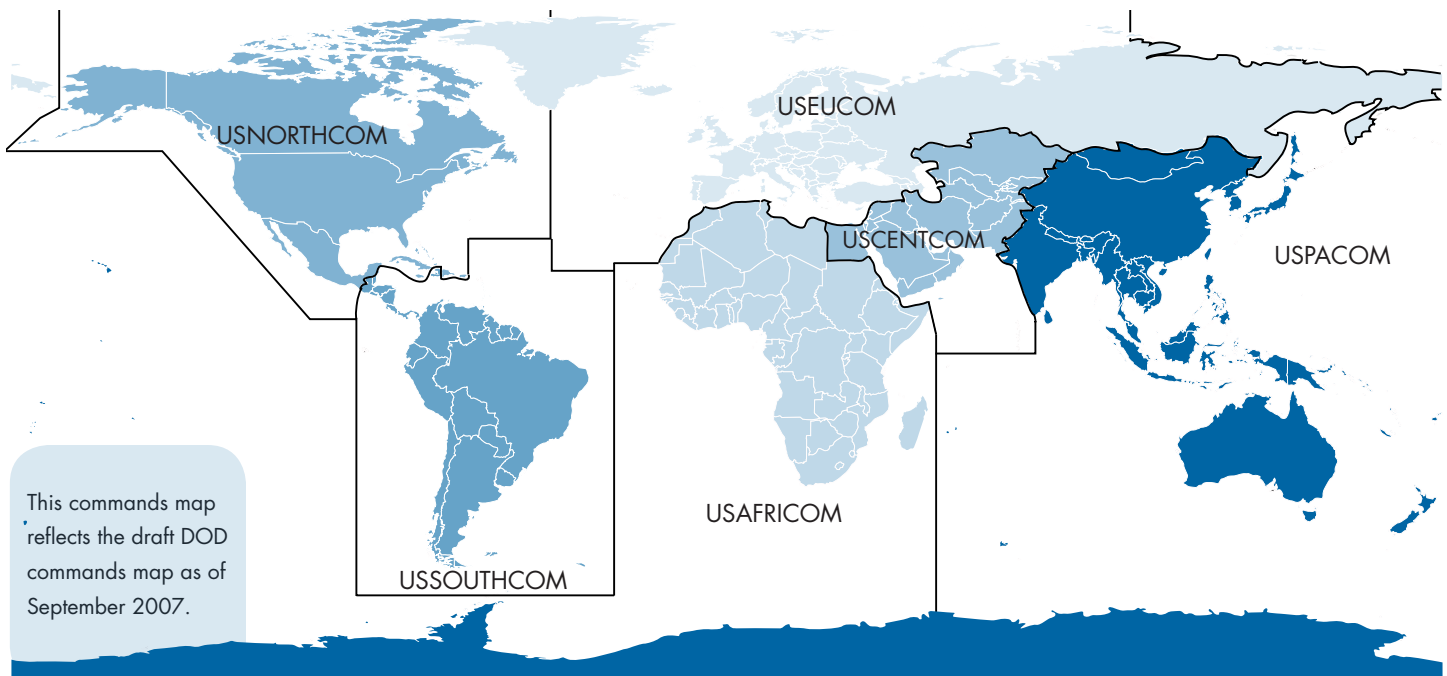 USEUCOM
USNORTHCOM
USCENTCOM
USPACOM
USAFRICOM
USSOUTHCOM
This commands map
reflects the draft DOD
commands map as of
September 2007.